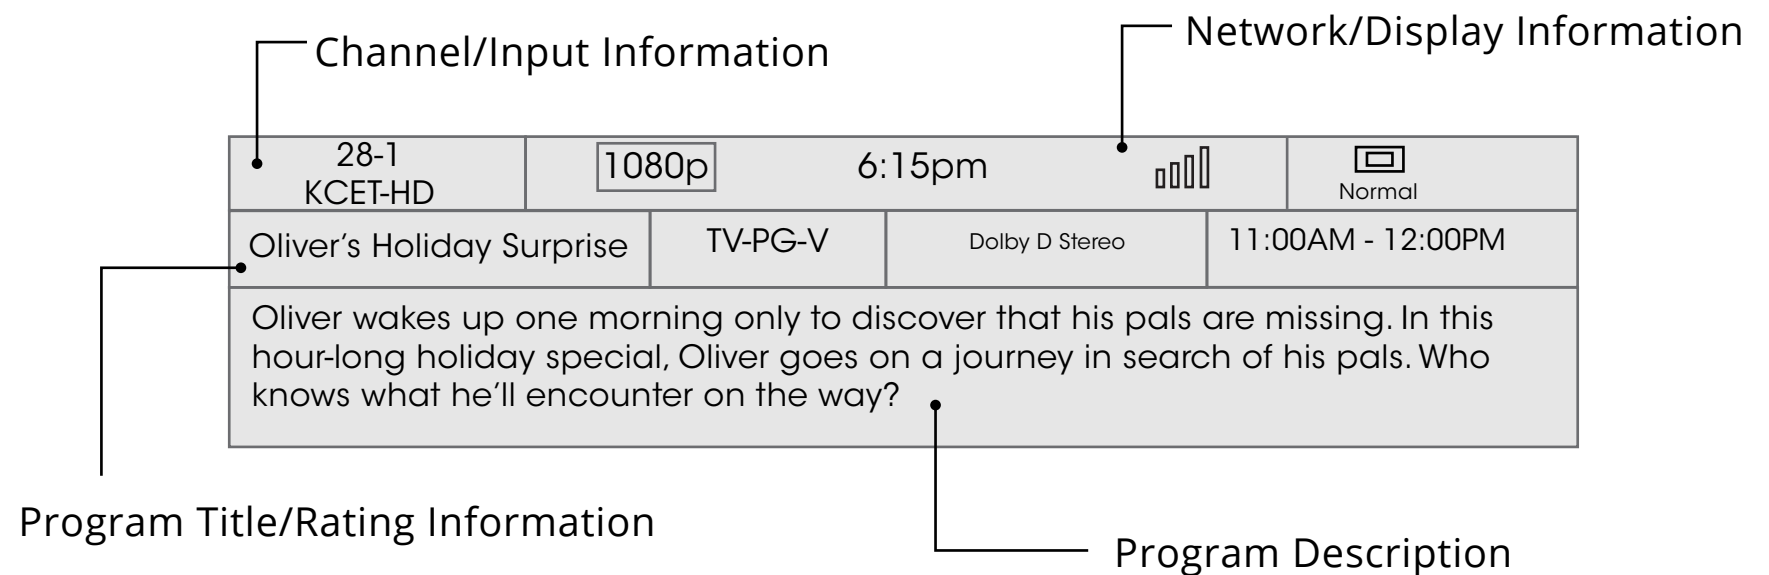 Network/Display Information
Channel/Input Information
28-1
KCET-HD
1080p
6:15pm
Normal
Oliver’s Holiday Surprise
TV-PG-V
Dolby D Stereo
11:00AM - 12:00PM
Oliver wakes up one morning only to discover that his pals are missing. In this
hour-long holiday special, Oliver goes on a journey in search of his pals. Who
knows what he’ll encounter on the way?
Program Title/Rating Information
Program Description